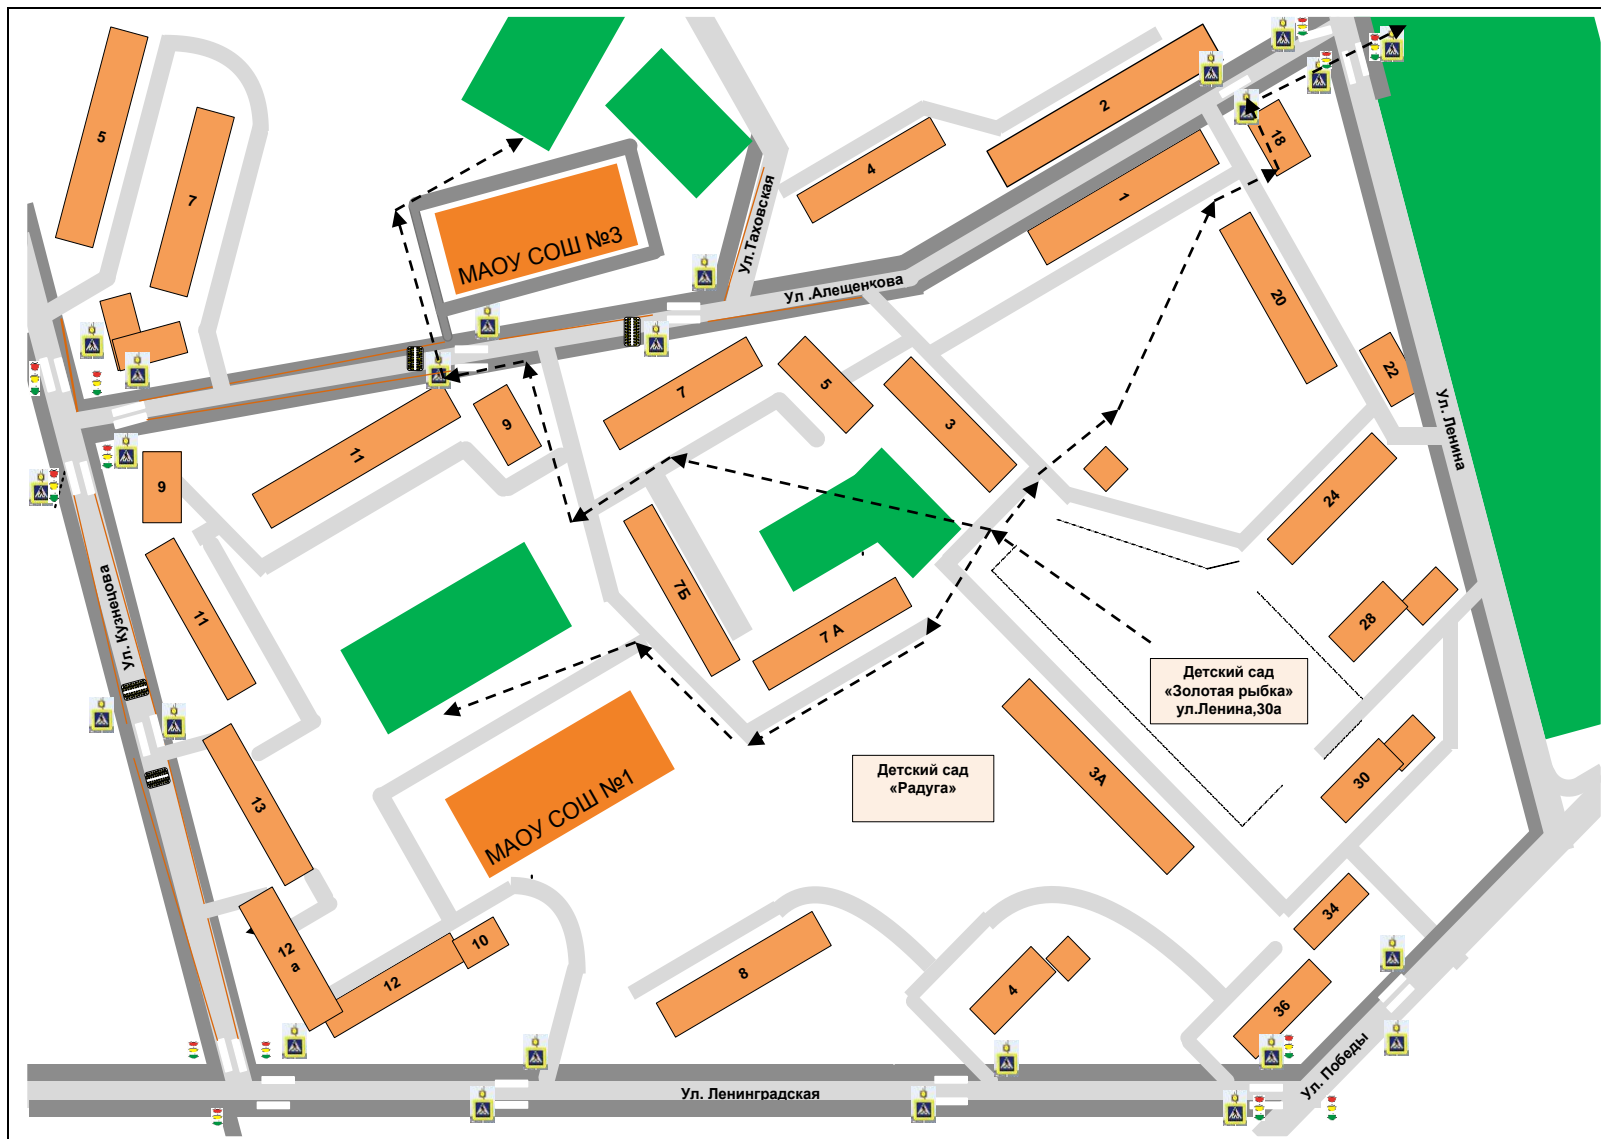 5
7
МАОУ СОШ №3
Ул.Таховская
4
2
1
18
Ул .Алещенкова
20
22
Ул. Ленина
7
5
3
9
11
9
24
7Б
7 А
28
Ул. Кузнецова
11
Детский сад
«Золотая рыбка»
ул.Ленина,30а
Детский сад
«Радуга»
МАОУ СОШ №1
3А
30
13
12
а
12
10
8
4
34
36
Ул. Победы
Ул. Ленинградская